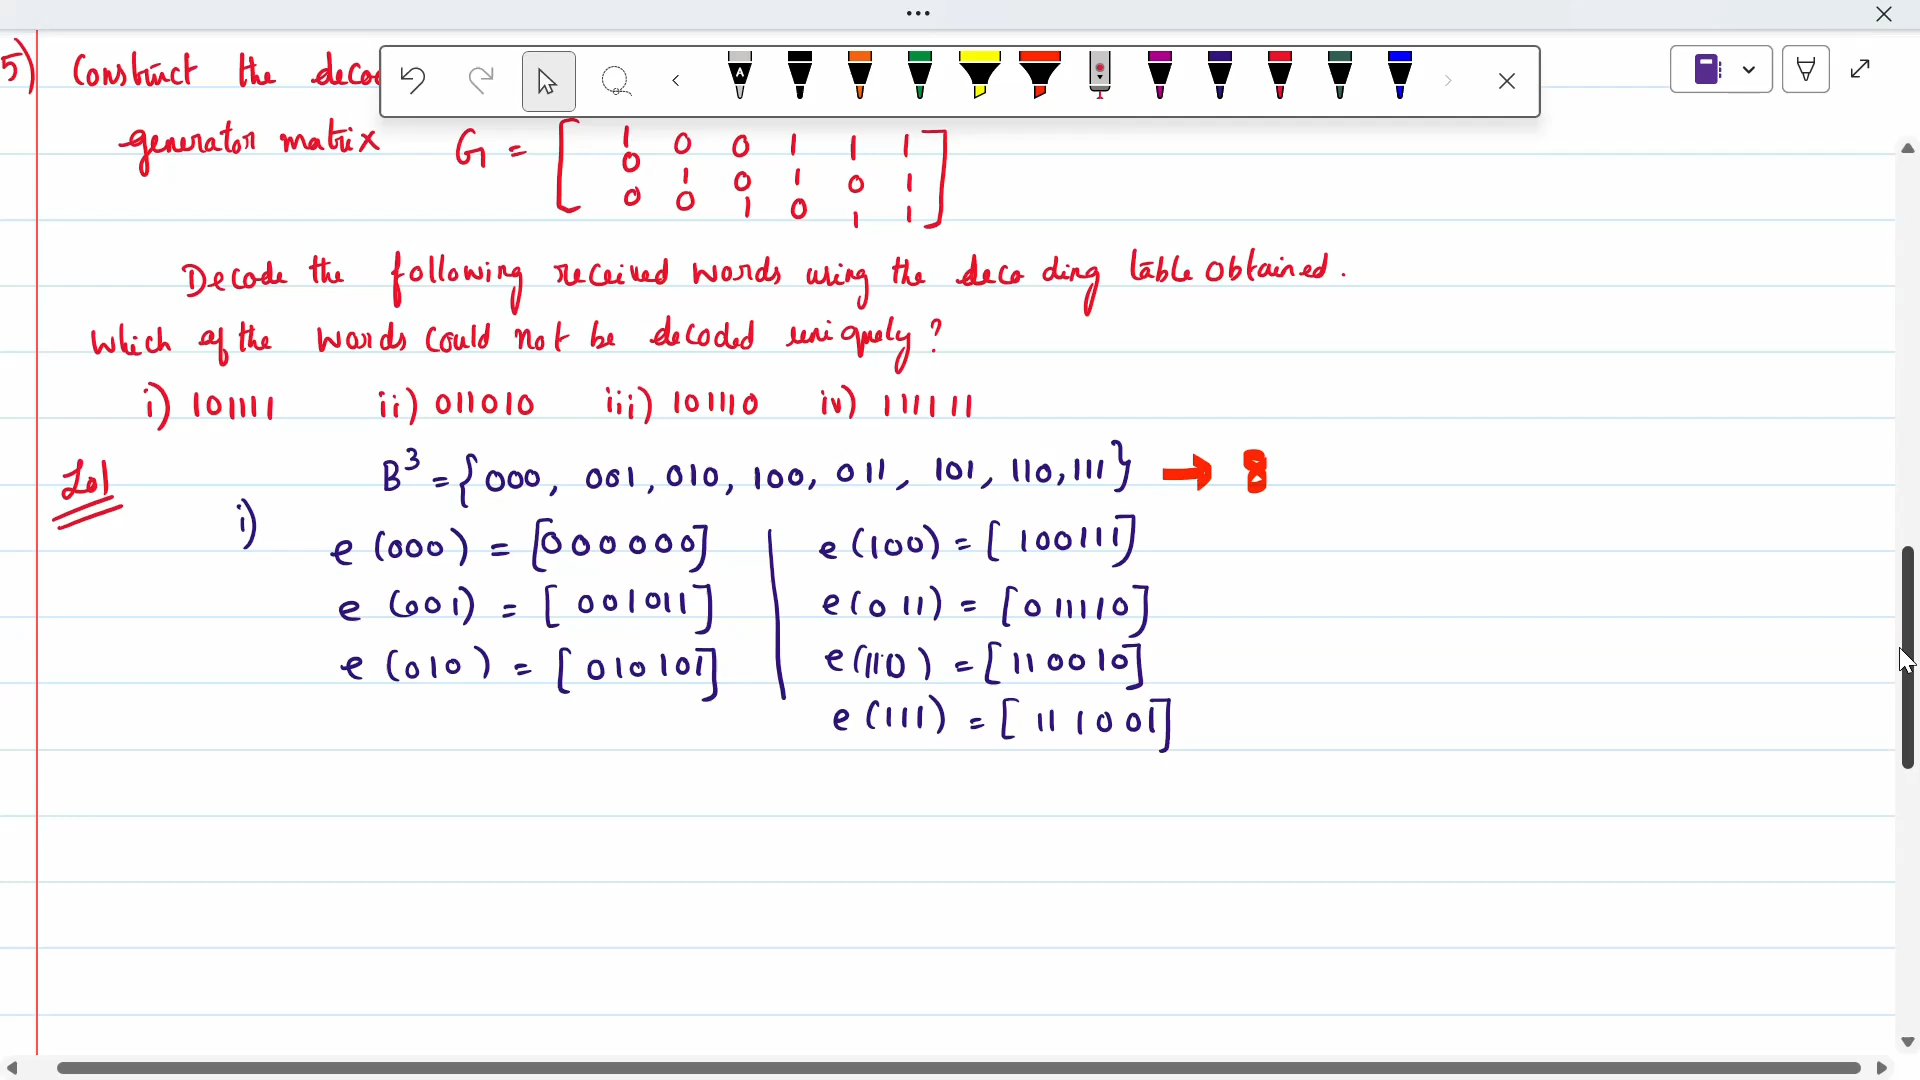 5) Construct the deco
generator matrix G = [ 1 0 0 1 1 1
0 1 0 1 0 1
0 0 1 0 1 1 ]
Decode the following received words using the decoding table obtained.
Which of the words could not be decoded uniquely?
i) 101111 ii) 011010 iii) 101110 iv) 111111
Sol B³ = {000, 001, 010, 100, 011, 101, 110, 111} → 8
i)
e (000) = [000000]
e (001) = [001011]
e (010) = [010101]
e (100) = [100111]
e (011) = [011110]
e (110) = [110010]
e (111) = [111001]